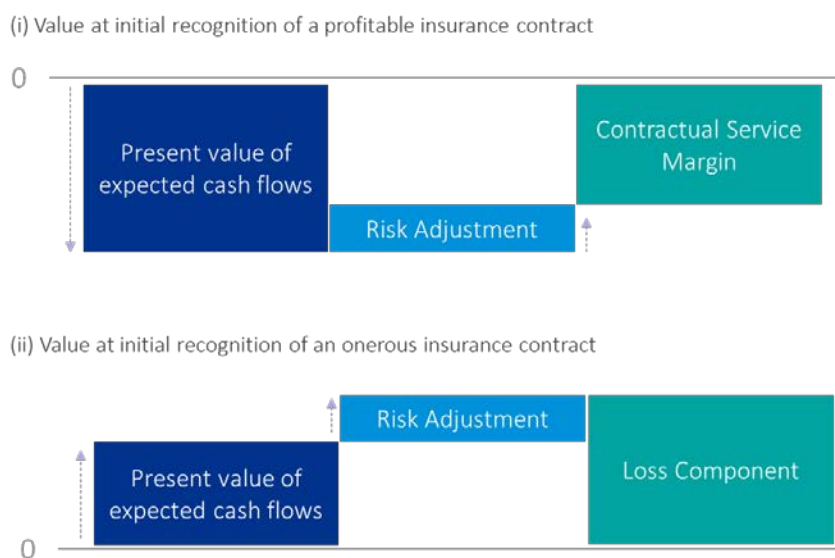 (i) Value at initial recognition of a profitable insurance contract
0
Present value of
expected cash flows
Risk Adjustment
Contractual Service
Margin
(ii) Value at initial recognition of an onerous insurance contract
Risk Adjustment
Present value of
expected cash flows
Loss Component
0